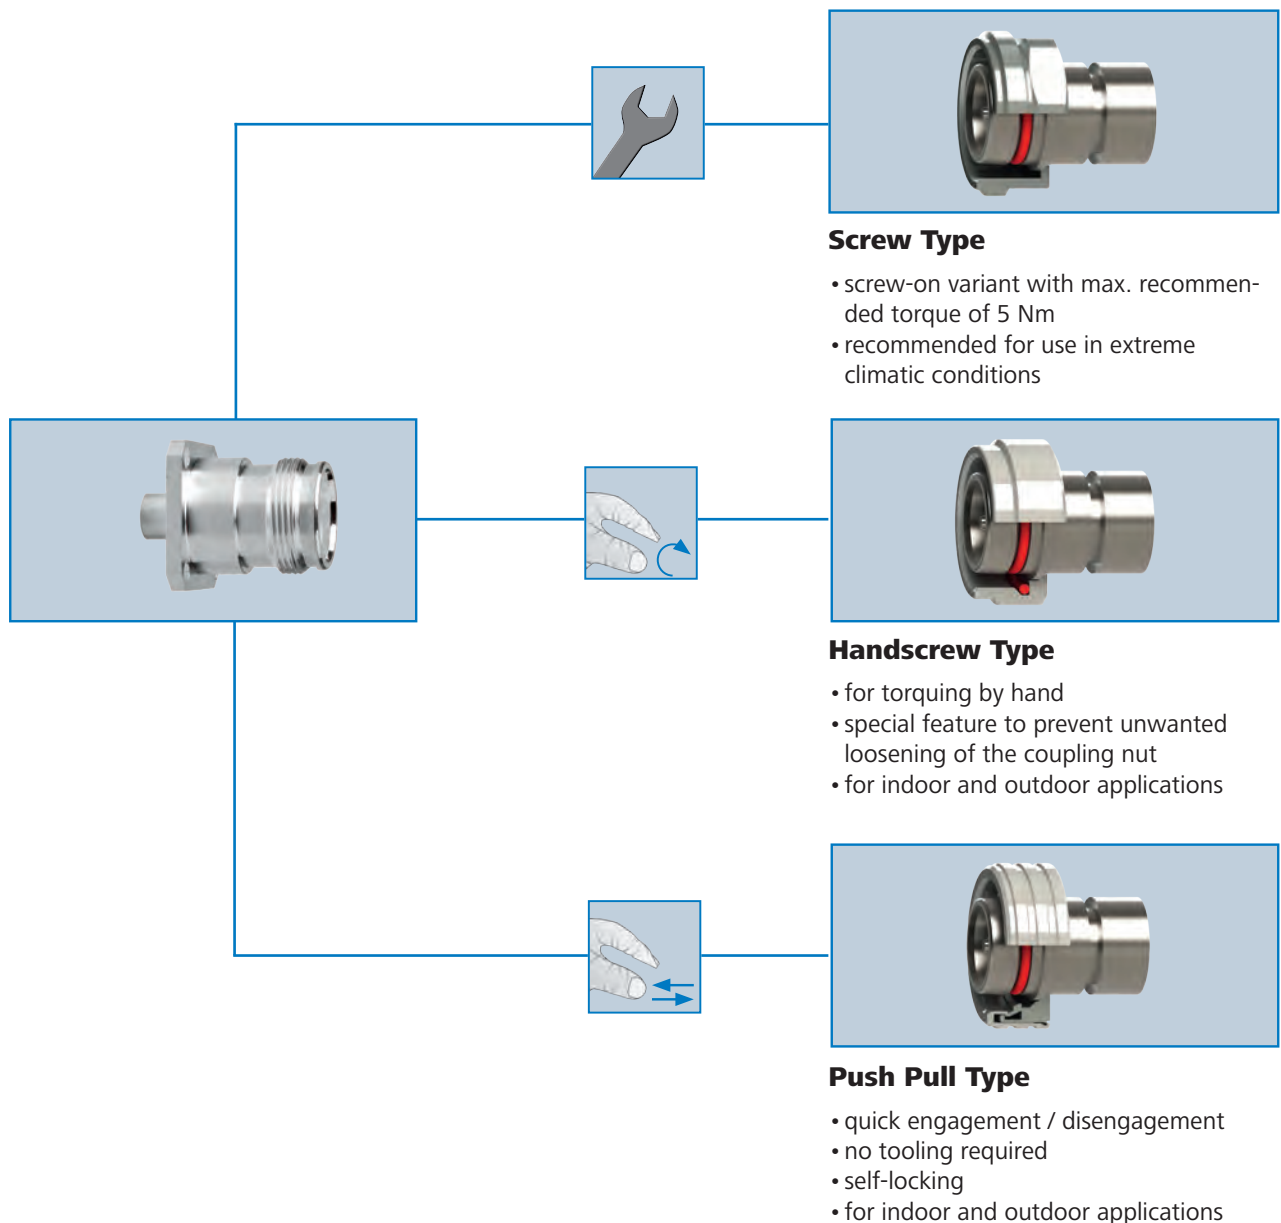 Screw Type
• screw-on variant with max. recommen-
ded torque of 5 Nm
• recommended for use in extreme
climatic conditions
Handscrew Type
• for torquing by hand
• special feature to prevent unwanted
loosening of the coupling nut
• for indoor and outdoor applications
Push Pull Type
• quick engagement / disengagement
• no tooling required
• self-locking
• for indoor and outdoor applications